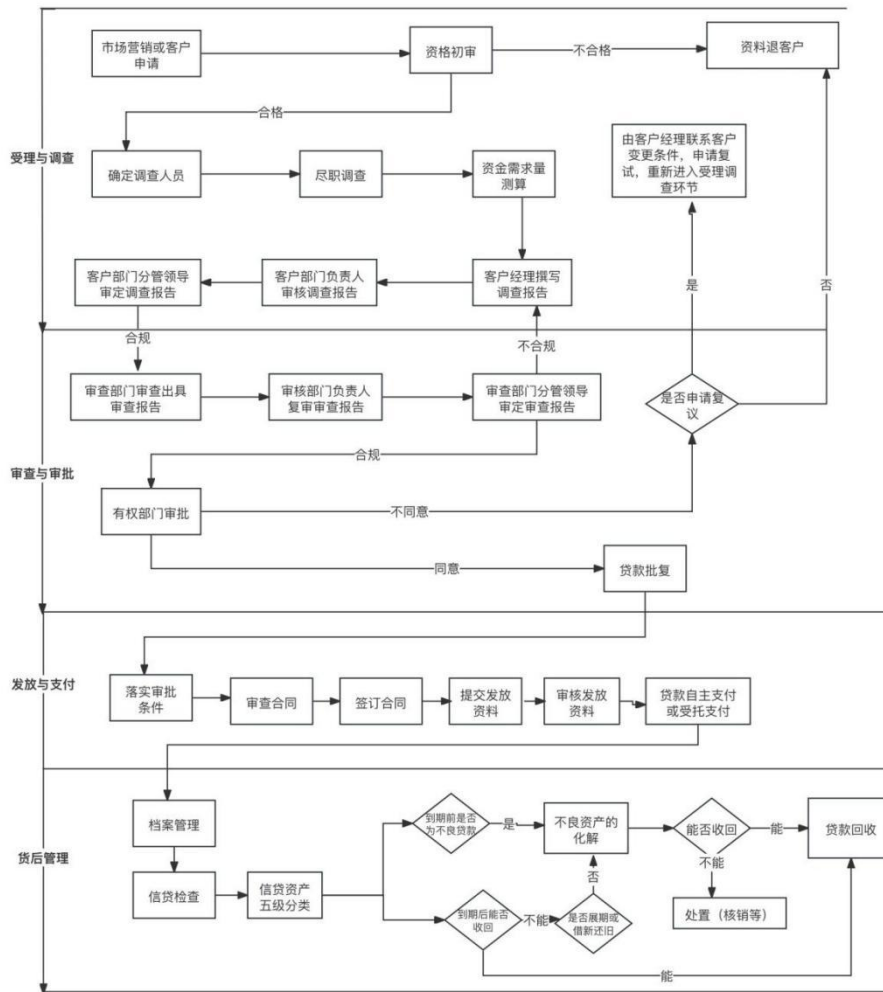 市场营销或客户
申请
资格初审
不合格
资料退客户
合格
受理与调查
确定调查人员
尽职调查
资金需求量
测算
由客户经理联系客户
变更条件，申请复
试，重新进入受理调
查环节
客户部门分管领导
审定调查报告
客户部门负责人
审核调查报告
客户经理撰写
调查报告
是
否
合规
不合规
审查部门审查出具
审查报告
审核部门负责人
复审审查报告
审查部门分管领导
审定审查报告
是否申请复
议
合规
审查与审批
有权部门审批
不同意
同意
贷款批复
发放与支付
落实审批
条件
审查合同
签订合同
提交发放
资料
审核发放
资料
贷款自主支付
或受托支付
货后管理
档案管理
到期前是否
为不良贷款
是
不良资产的
化解
能否收回
能
贷款回收
信贷检查
信贷资产
五级分类
到期后能否
收回
不能
是否展期或
借新还旧
否
不能
处置（核销等）
能